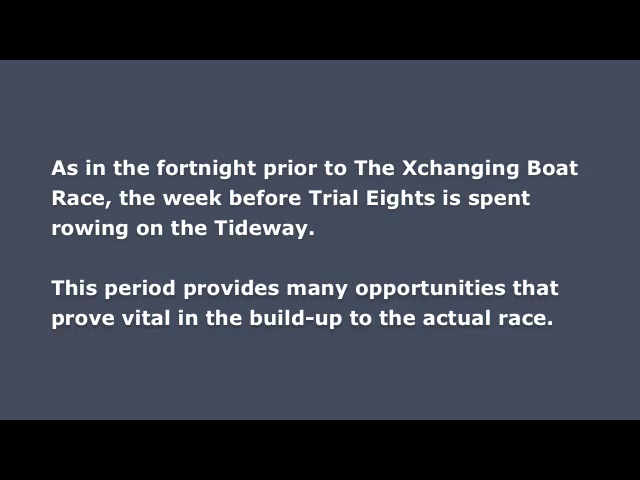 As in the fortnight prior to The Xchanging Boat
Race, the week before Trial Eights is spent
rowing on the Tideway.
This period provides many opportunities that
prove vital in the build-up to the actual race.